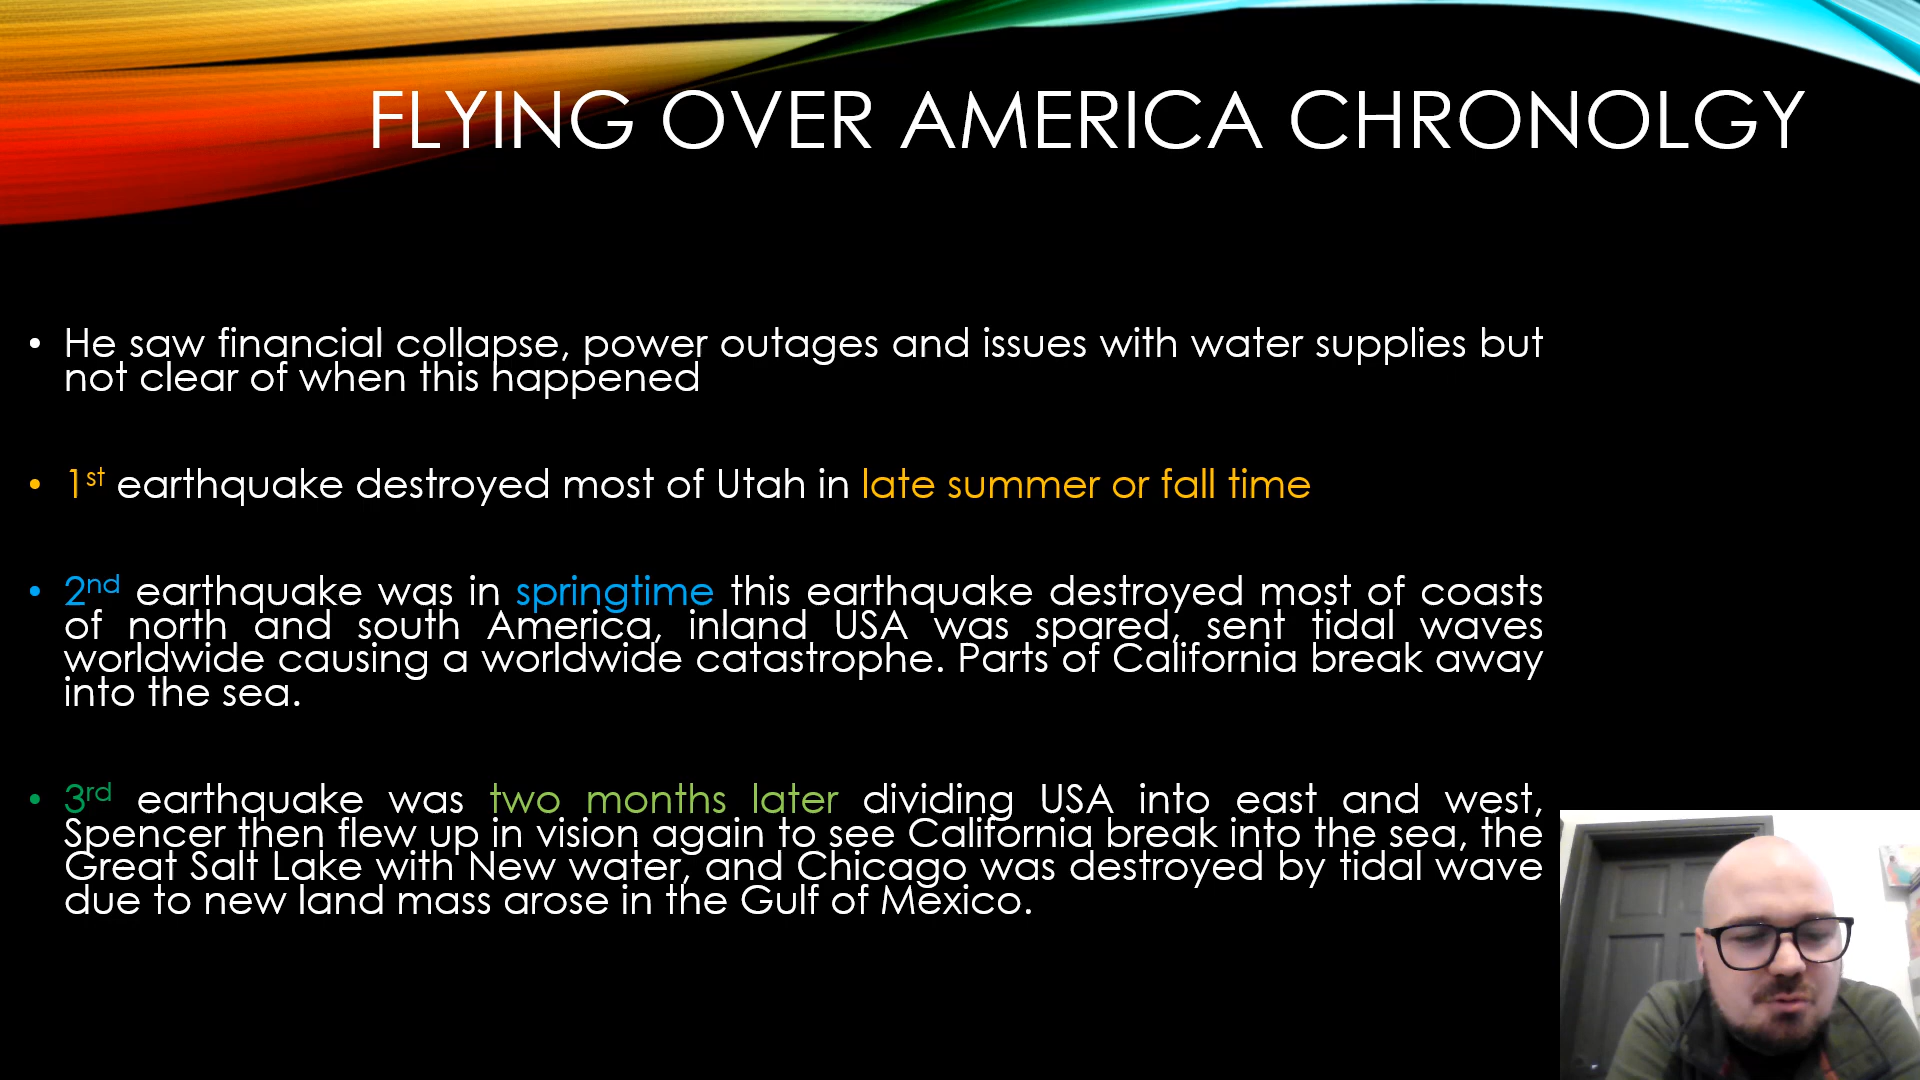 FLYING OVER AMERICA CHRONOLGY
• He saw financial collapse, power outages and issues with water supplies but
not clear of when this happened
• 1st earthquake destroyed most of Utah in late summer or fall time
• 2nd earthquake was in springtime this earthquake destroyed most of coasts
of north and south America, inland USA was spared, sent tidal waves
worldwide causing a worldwide catastrophe. Parts of California break away
into the sea.
• 3rd earthquake was two months later dividing USA into east and west,
Spencer then flew up in vision again to see California break into the sea, the
Great Salt Lake with New water, and Chicago was destroyed by tidal wave
due to new land mass arose in the Gulf of Mexico.